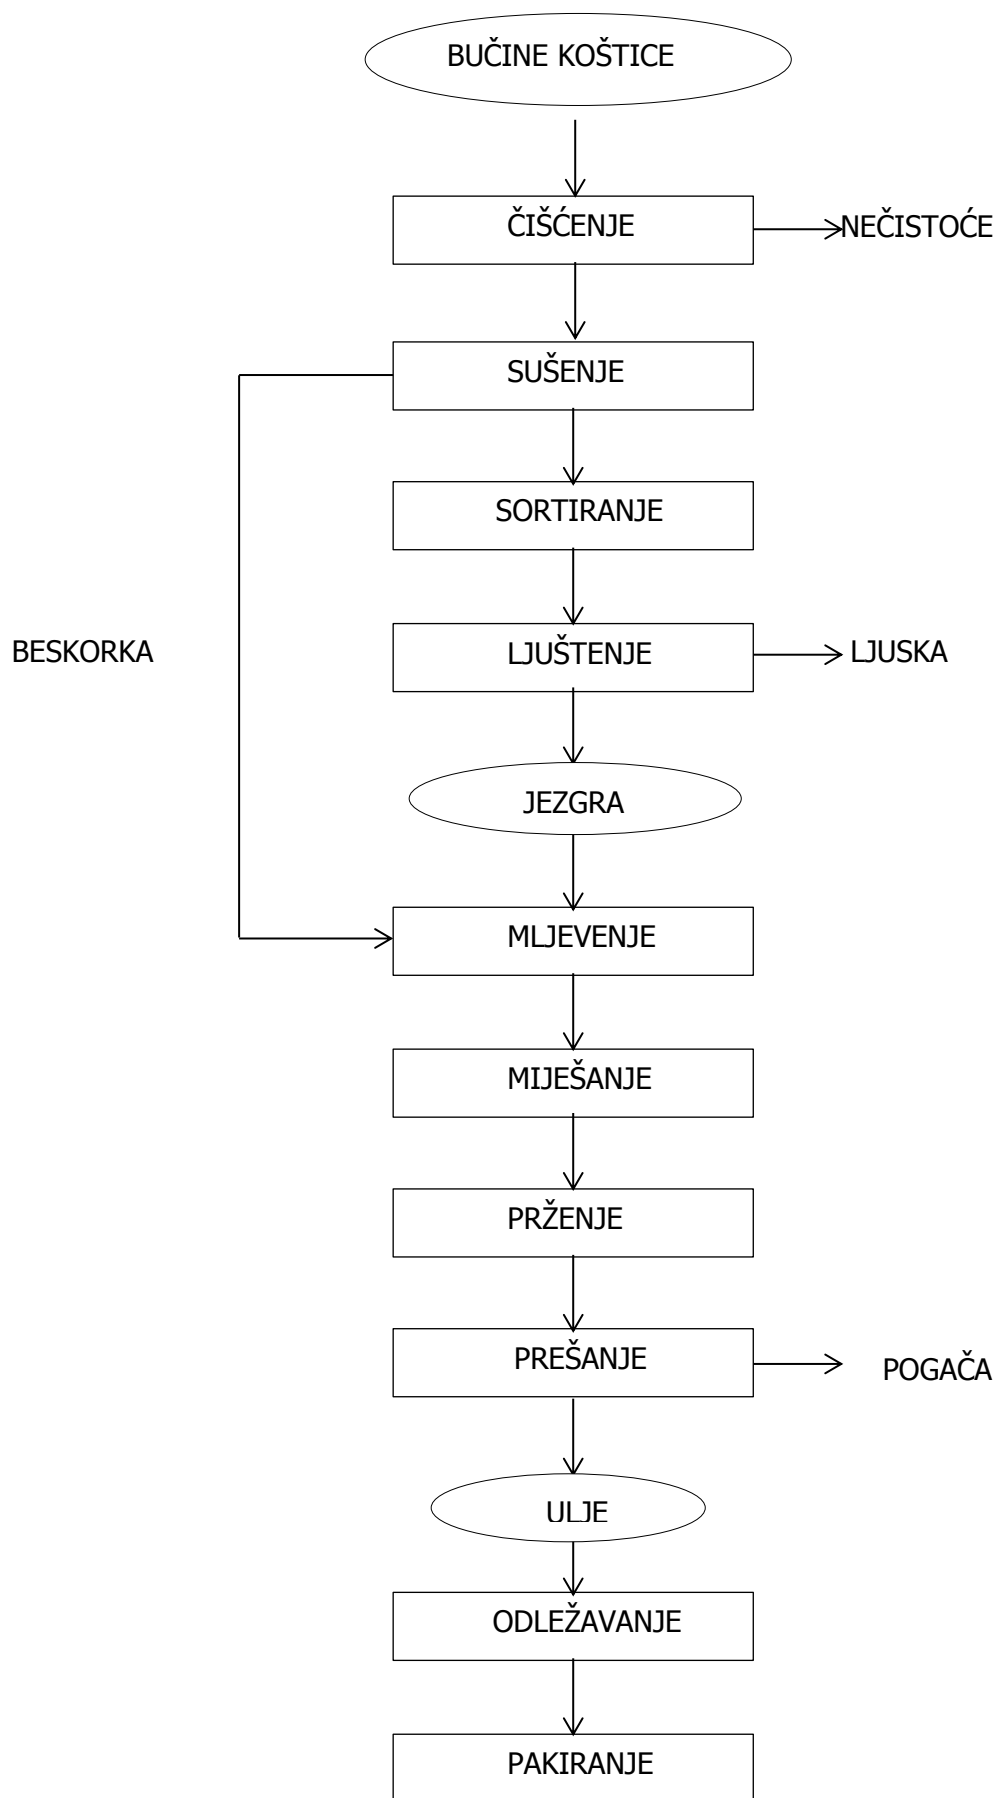 BUČINE KOŠTICE
ČIŠĆENJE
NEČISTOĆE
SUŠENJE
SORTIRANJE
BESKORKA
LJUŠTENJE
LJUSKA
JEZGRA
MLJEVENJE
MIJEŠANJE
PRŽENJE
PREŠANJE
POGAČA
ULJE
ODLEŽAVANJE
PAKIRANJE